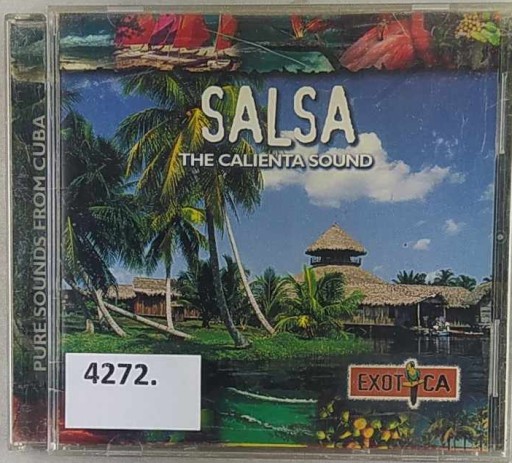 SALSA
THE CALIENTA SOUND
PURE SOUNDS FROM CUBA
4272.
EXOTICA